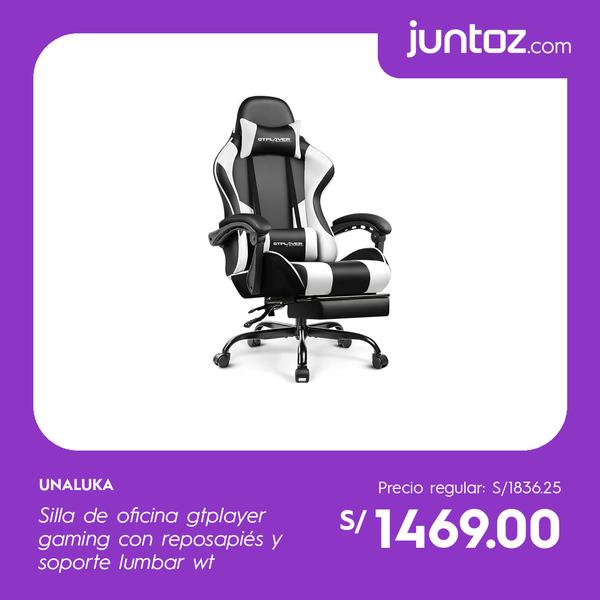 juntoz.com
GTPLAYER
GTPLAYER
UNALUKA
Silla de oficina gtplayer
gaming con reposapiés y
soporte lumbar wt
Precio regular: S/1836.25
S/1469.00